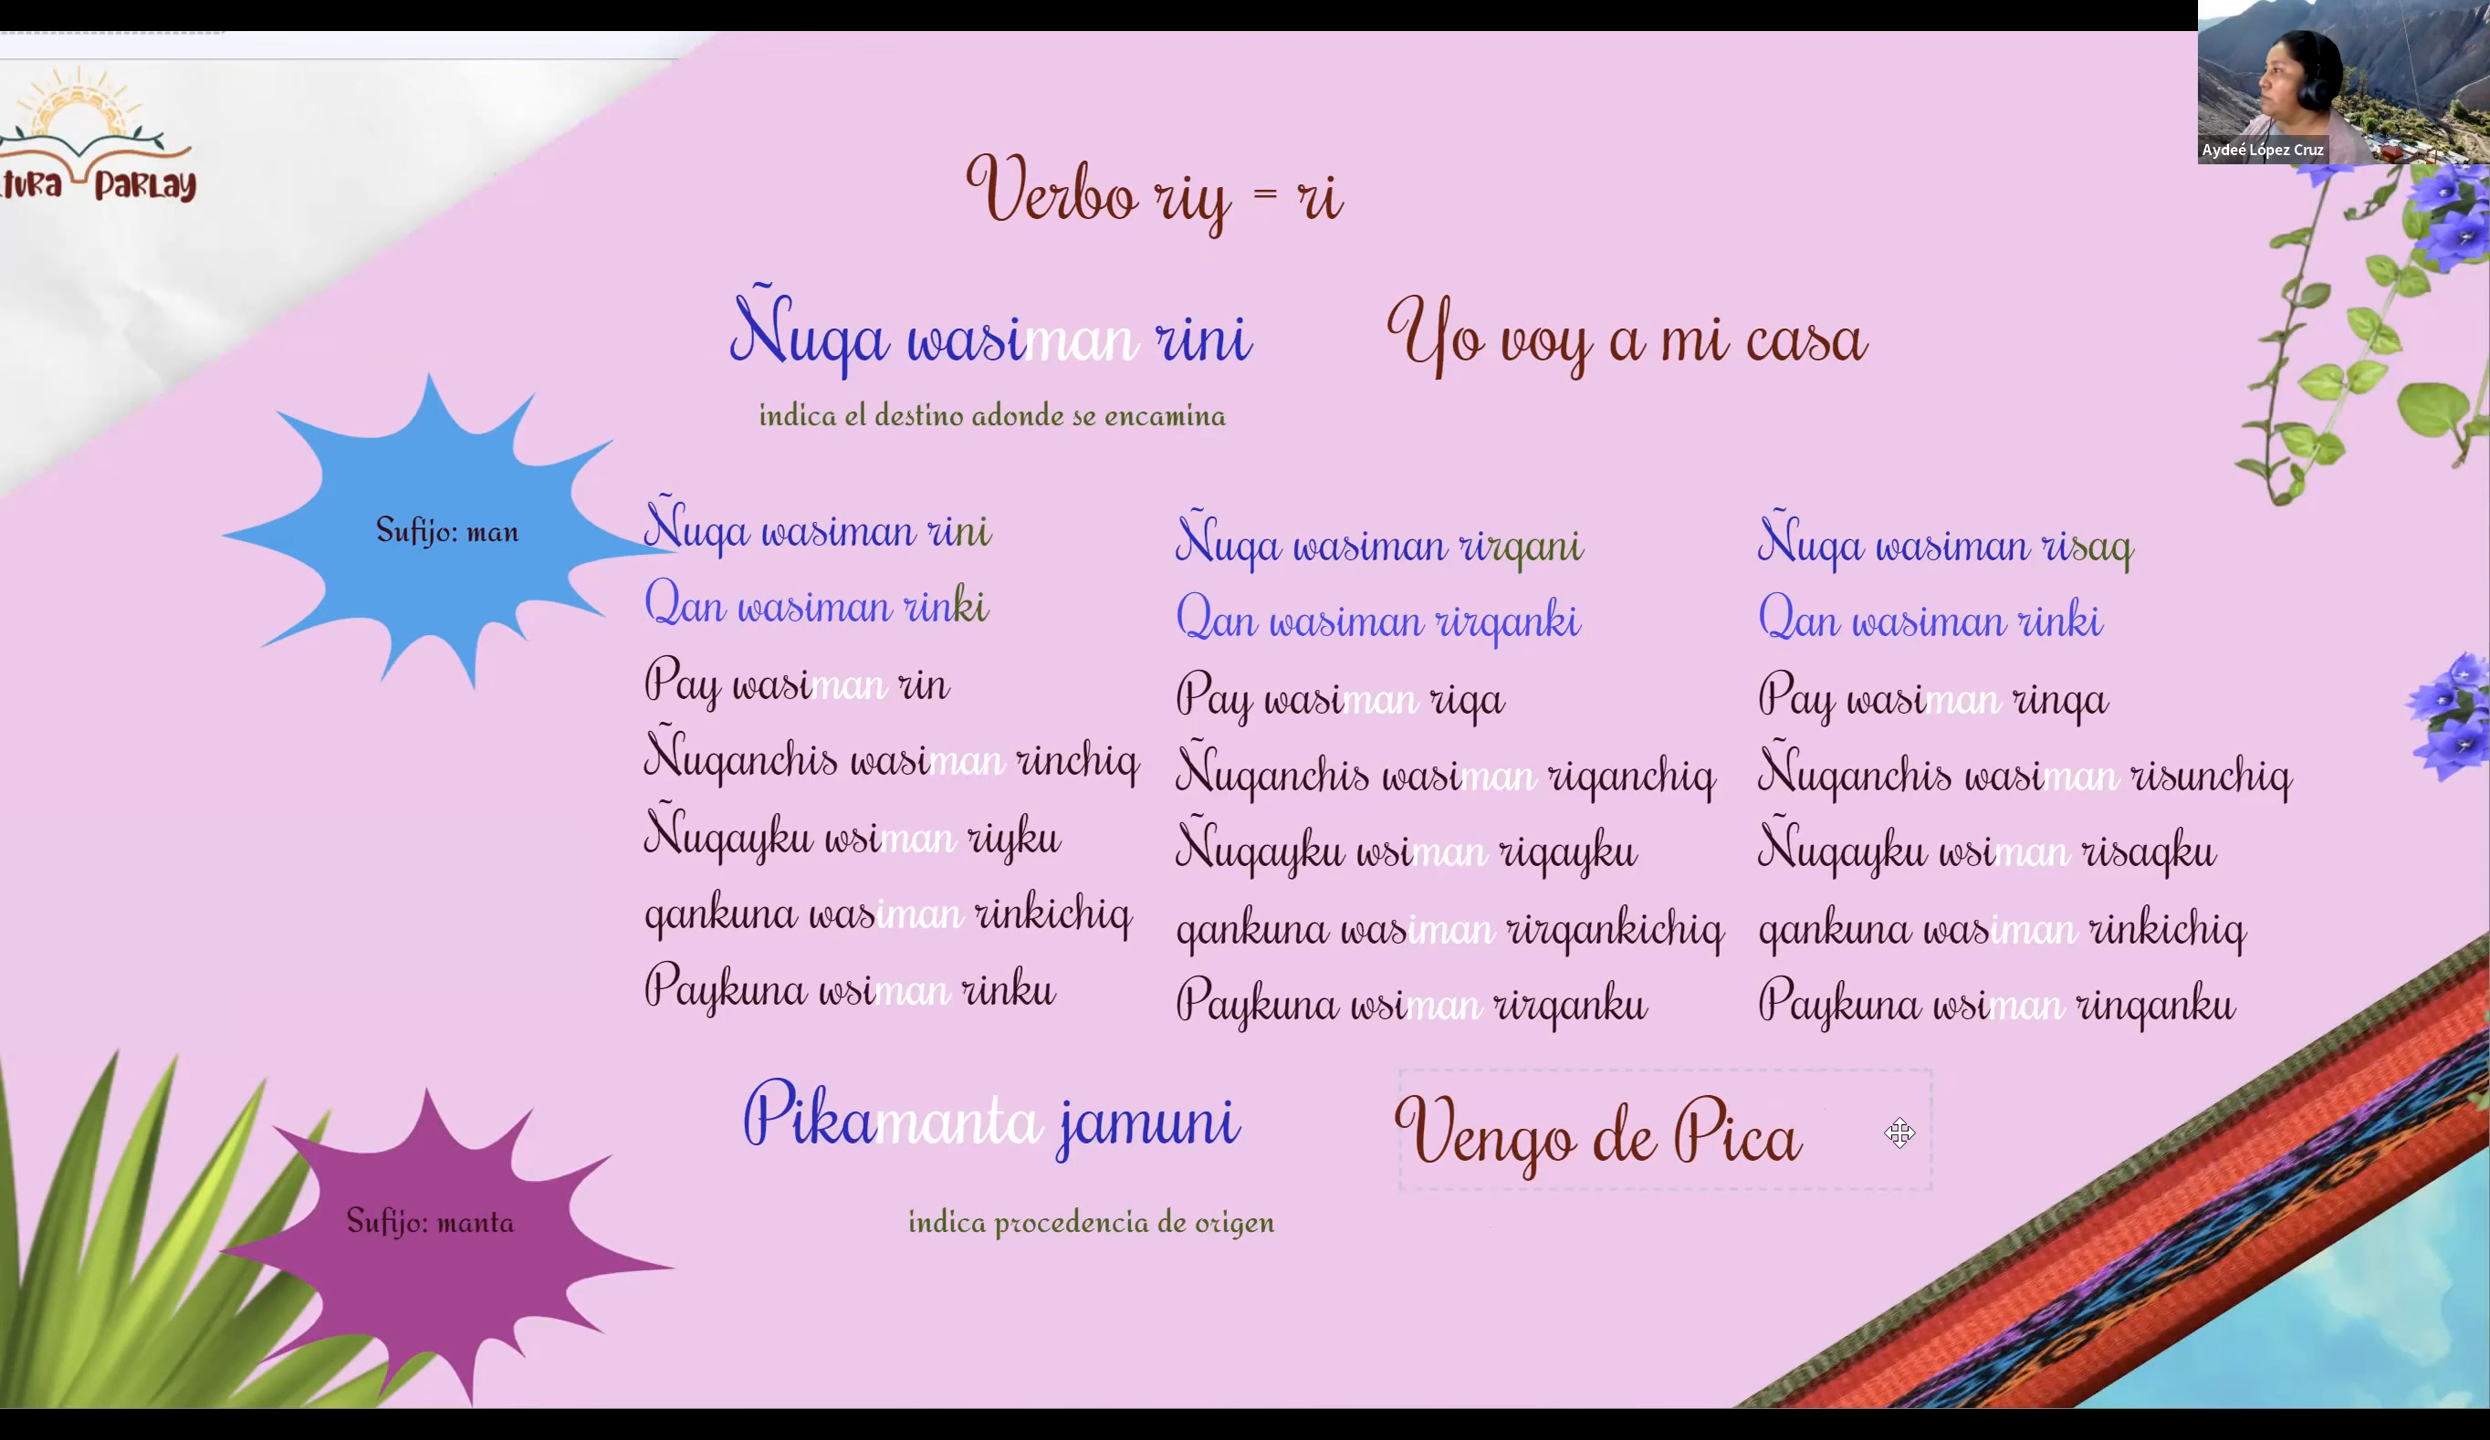 tura Parlay
Aydeé López Cruz
Verbo riy = ri
Ñuqa wasiman rini
Yo voy a mi casa
indica el destino adonde se encamina
Sufijo: man
Ñuqa wasiman rini
Qan wasiman rinki
Pay wasiman rin
Ñuqanchis wasiman rinchiq
Ñuqayku wsiman riyku
qankuna wasiman rinkichiq
Paykuna wsiman rinku
Ñuqa wasiman rirqani
Qan wasiman rirqanki
Pay wasiman riqa
Ñuqanchis wasiman riqanchiq
Ñuqayku wsiman riqayku
qankuna wasiman rirqankichiq
Paykuna wsiman rirqanku
Ñuqa wasiman risaq
Qan wasiman rinki
Pay wasiman rinqa
Ñuqanchis wasiman risunchiq
Ñuqayku wsiman risaqku
qankuna wasiman rinkichiq
Paykuna wsiman rinqanku
Pikamanta jamuni
Vengo de Pica
Sufijo: manta
indica procedencia de origen